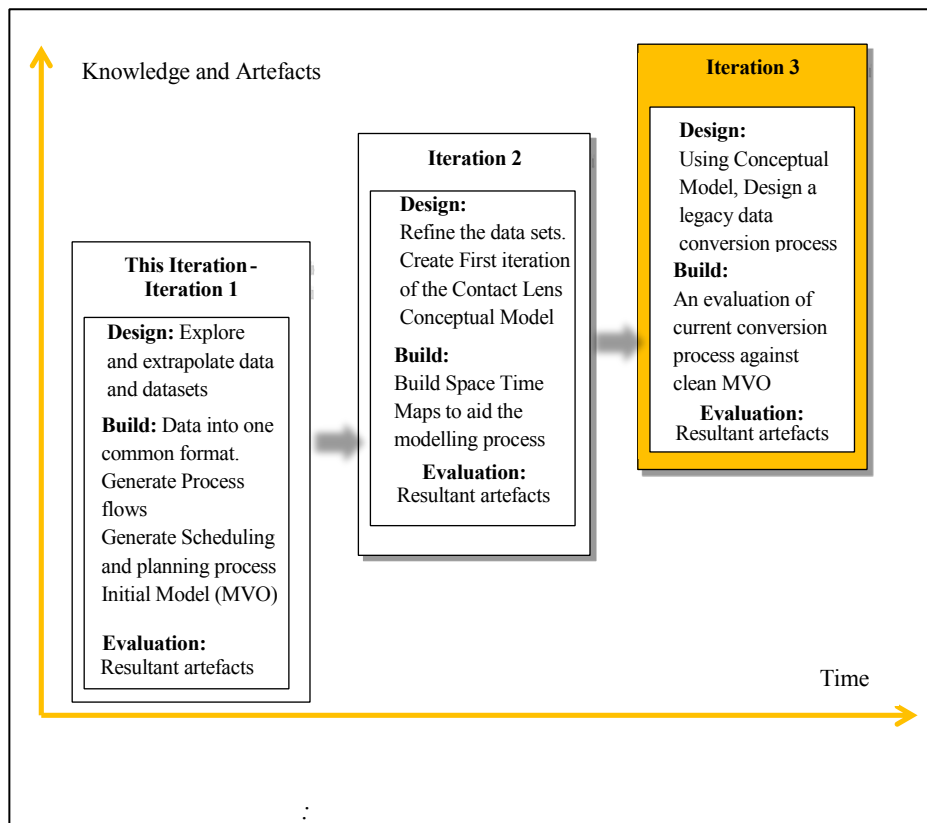 Knowledge and Artefacts
This Iteration -
Iteration 1
Design: Explore
and extrapolate data
and datasets
Build: Data into one
common format.
Generate Process
flows
Generate Scheduling
and planning process
Initial Model (MVO)
Evaluation:
Resultant artefacts
Iteration 2
Design:
Refine the data sets.
Create First iteration
of the Contact Lens
Conceptual Model
Build:
Build Space Time
Maps to aid the
modelling process
Evaluation:
Resultant artefacts
Iteration 3
Design:
Using Conceptual
Model, Design a
legacy data
conversion process
Build:
An evaluation of
current conversion
process against
clean MVO
Evaluation:
Resultant artefacts
Time
: